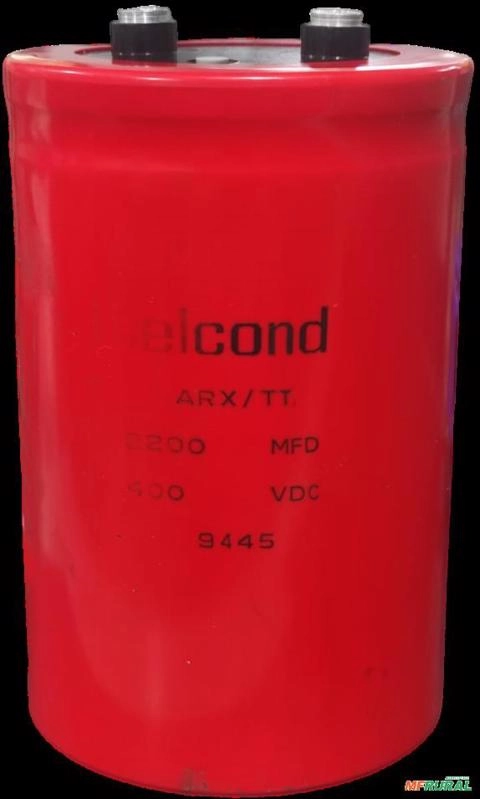 elcond
ARX/TT
2200 MFD
400 VDC
9445
MFRURAL